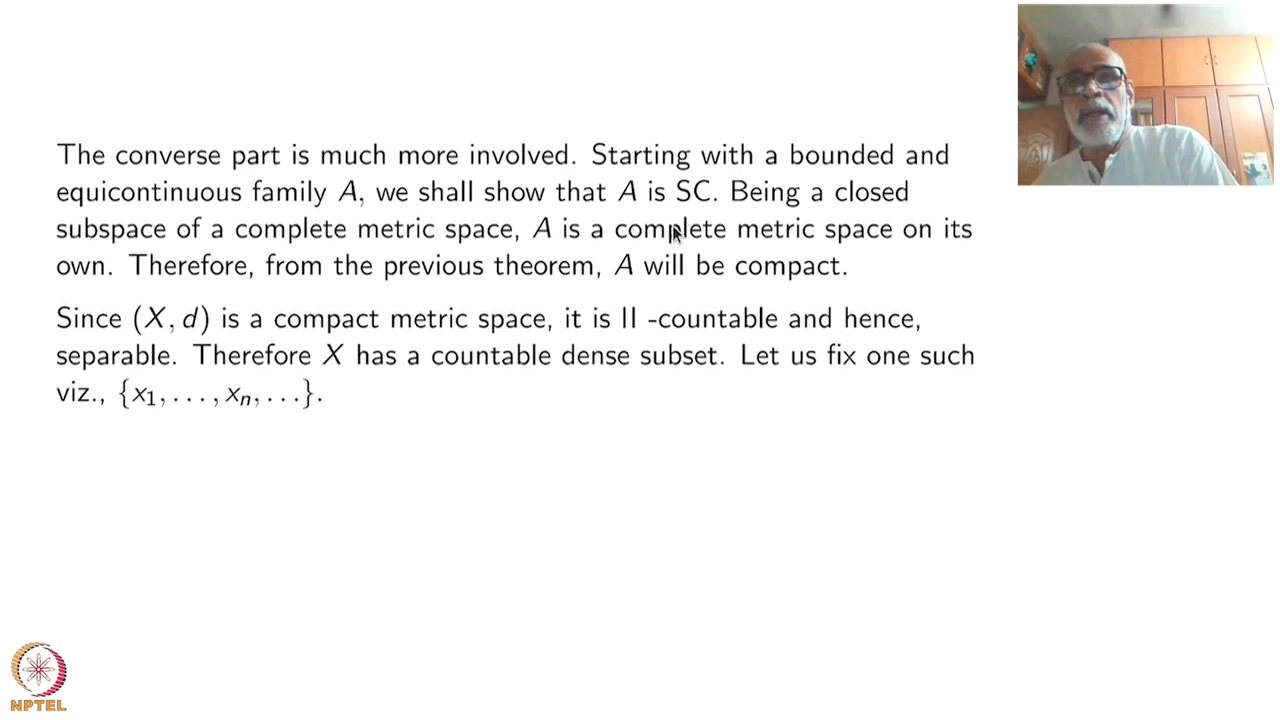 The converse part is much more involved. Starting with a bounded and
equicontinuous family A, we shall show that A is SC. Being a closed
subspace of a complete metric space, A is a complete metric space on its
own. Therefore, from the previous theorem, A will be compact.
Since (X, d) is a compact metric space, it is II -countable and hence,
separable. Therefore X has a countable dense subset. Let us fix one such
viz., {x₁, . . . , xₙ, . . .}.
NPTEL